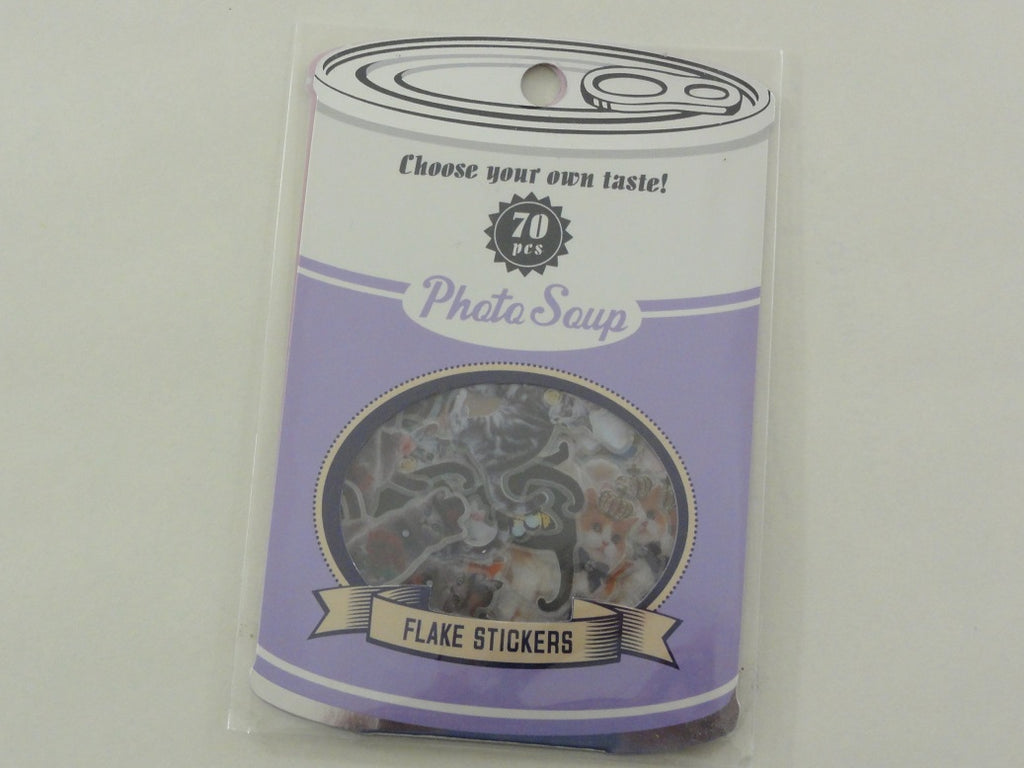 Choose your own taste!
70
pcs
Photo Soup
FLAKE STICKERS